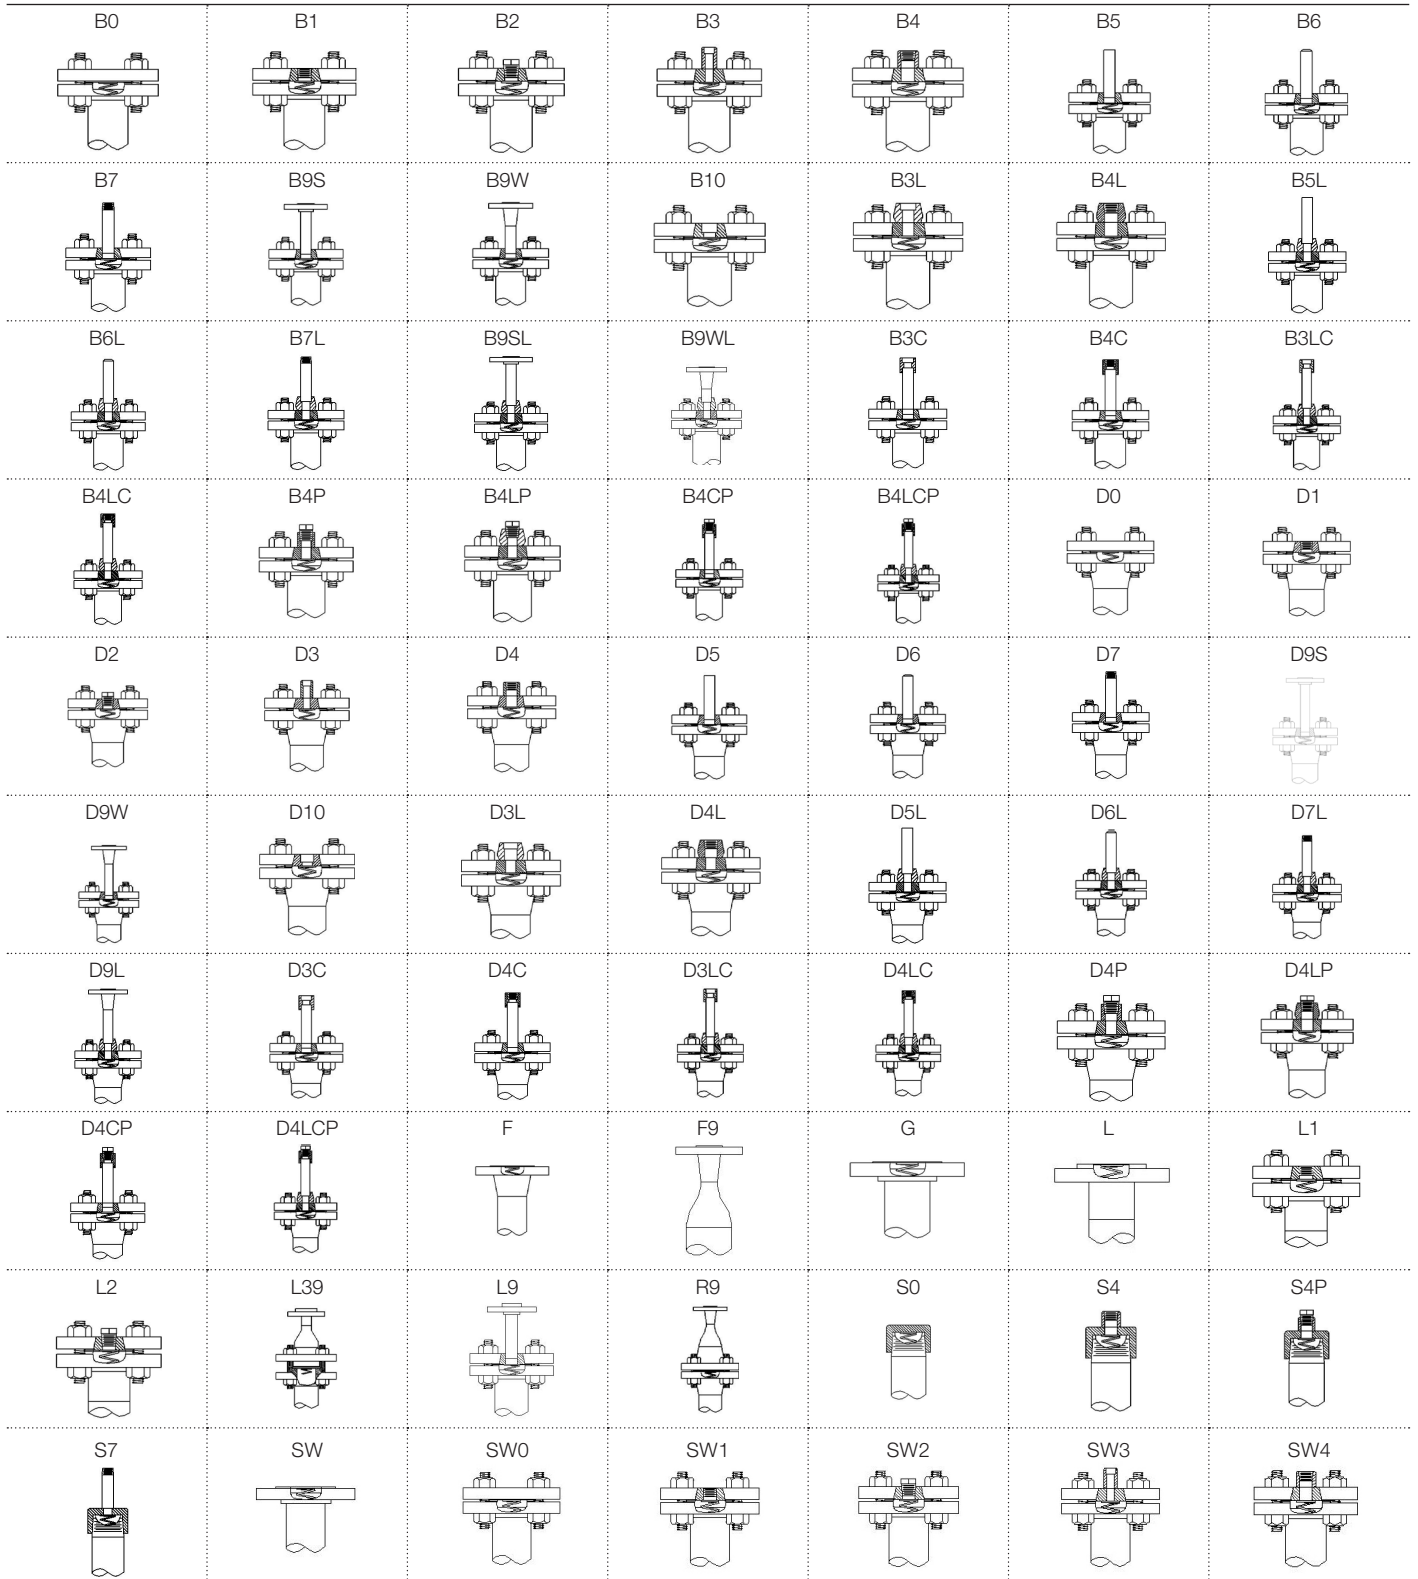 B0 B1 B2 B3 B4 B5 B6
B7 B9S B9W B10 B3L B4L B5L
B6L B7L B9SL B9WL B3C B4C B3LC
B4LC B4P B4LP B4CP B4LCP D0 D1
D2 D3 D4 D5 D6 D7 D9S
D9W D10 D3L D4L D5L D6L D7L
D9L D3C D4C D3LC D4LC D4P D4LP
D4CP D4LCP F F9 G L L1
L2 L39 L9 R9 S0 S4 S4P
S7 SW SW0 SW1 SW2 SW3 SW4